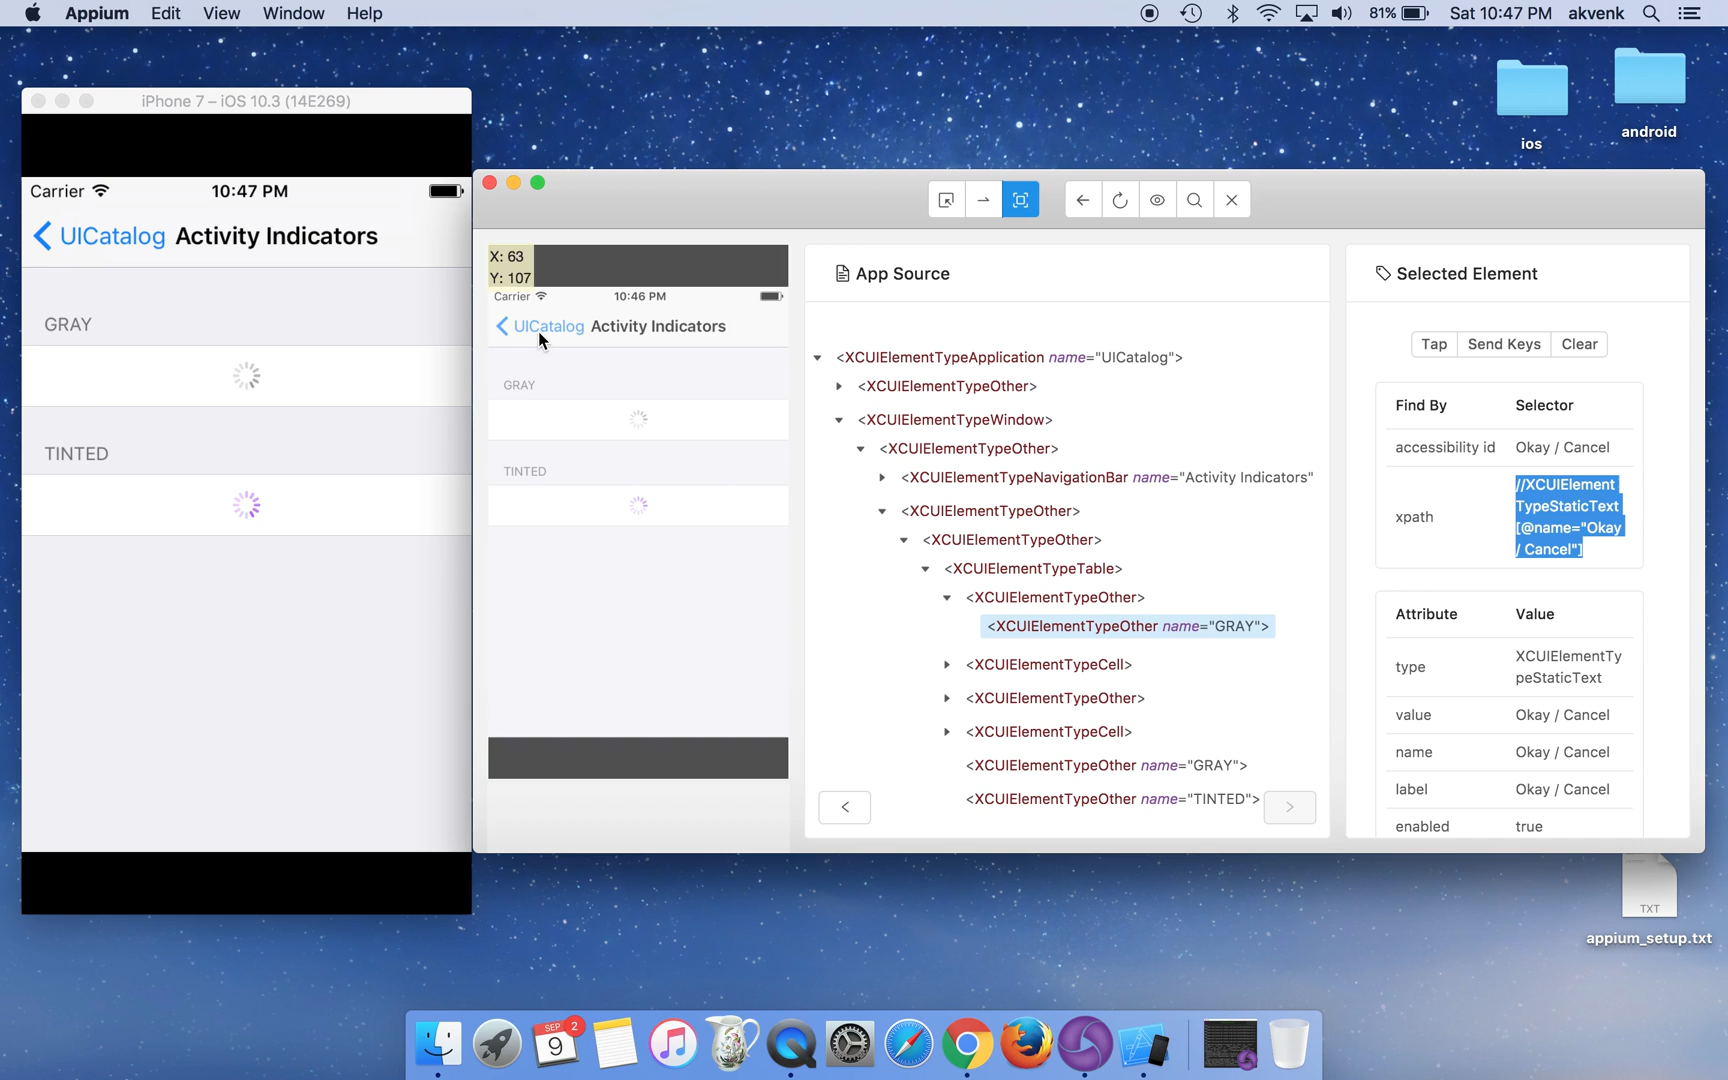 Appium Edit View Window Help
81% Sat 10:47 PM akvenk
ios
android
iPhone 7 – iOS 10.3 (14E269)
Carrier 10:47 PM
UICatalog Activity Indicators
GRAY
TINTED
X: 63
Y: 107
Carrier 10:46 PM
UICatalog Activity Indicators
GRAY
TINTED
App Source
<XCUIElementTypeApplication name="UICatalog">
<XCUIElementTypeOther>
<XCUIElementTypeWindow>
<XCUIElementTypeOther>
<XCUIElementTypeNavigationBar name="Activity Indicators"
<XCUIElementTypeOther>
<XCUIElementTypeOther>
<XCUIElementTypeTable>
<XCUIElementTypeOther>
<XCUIElementTypeOther name="GRAY">
<XCUIElementTypeCell>
<XCUIElementTypeOther>
<XCUIElementTypeCell>
<XCUIElementTypeOther name="GRAY">
<XCUIElementTypeOther name="TINTED">
< >
Selected Element
Tap Send Keys Clear
Find By Selector
accessibility id Okay / Cancel
xpath
//XCUIElement
TypeStaticText
[@name="Okay
/ Cancel"]
Attribute Value
type
XCUIElementTy
peStaticText
value Okay / Cancel
name Okay / Cancel
label Okay / Cancel
enabled true
TXT
appium_setup.txt
SEP
9
2